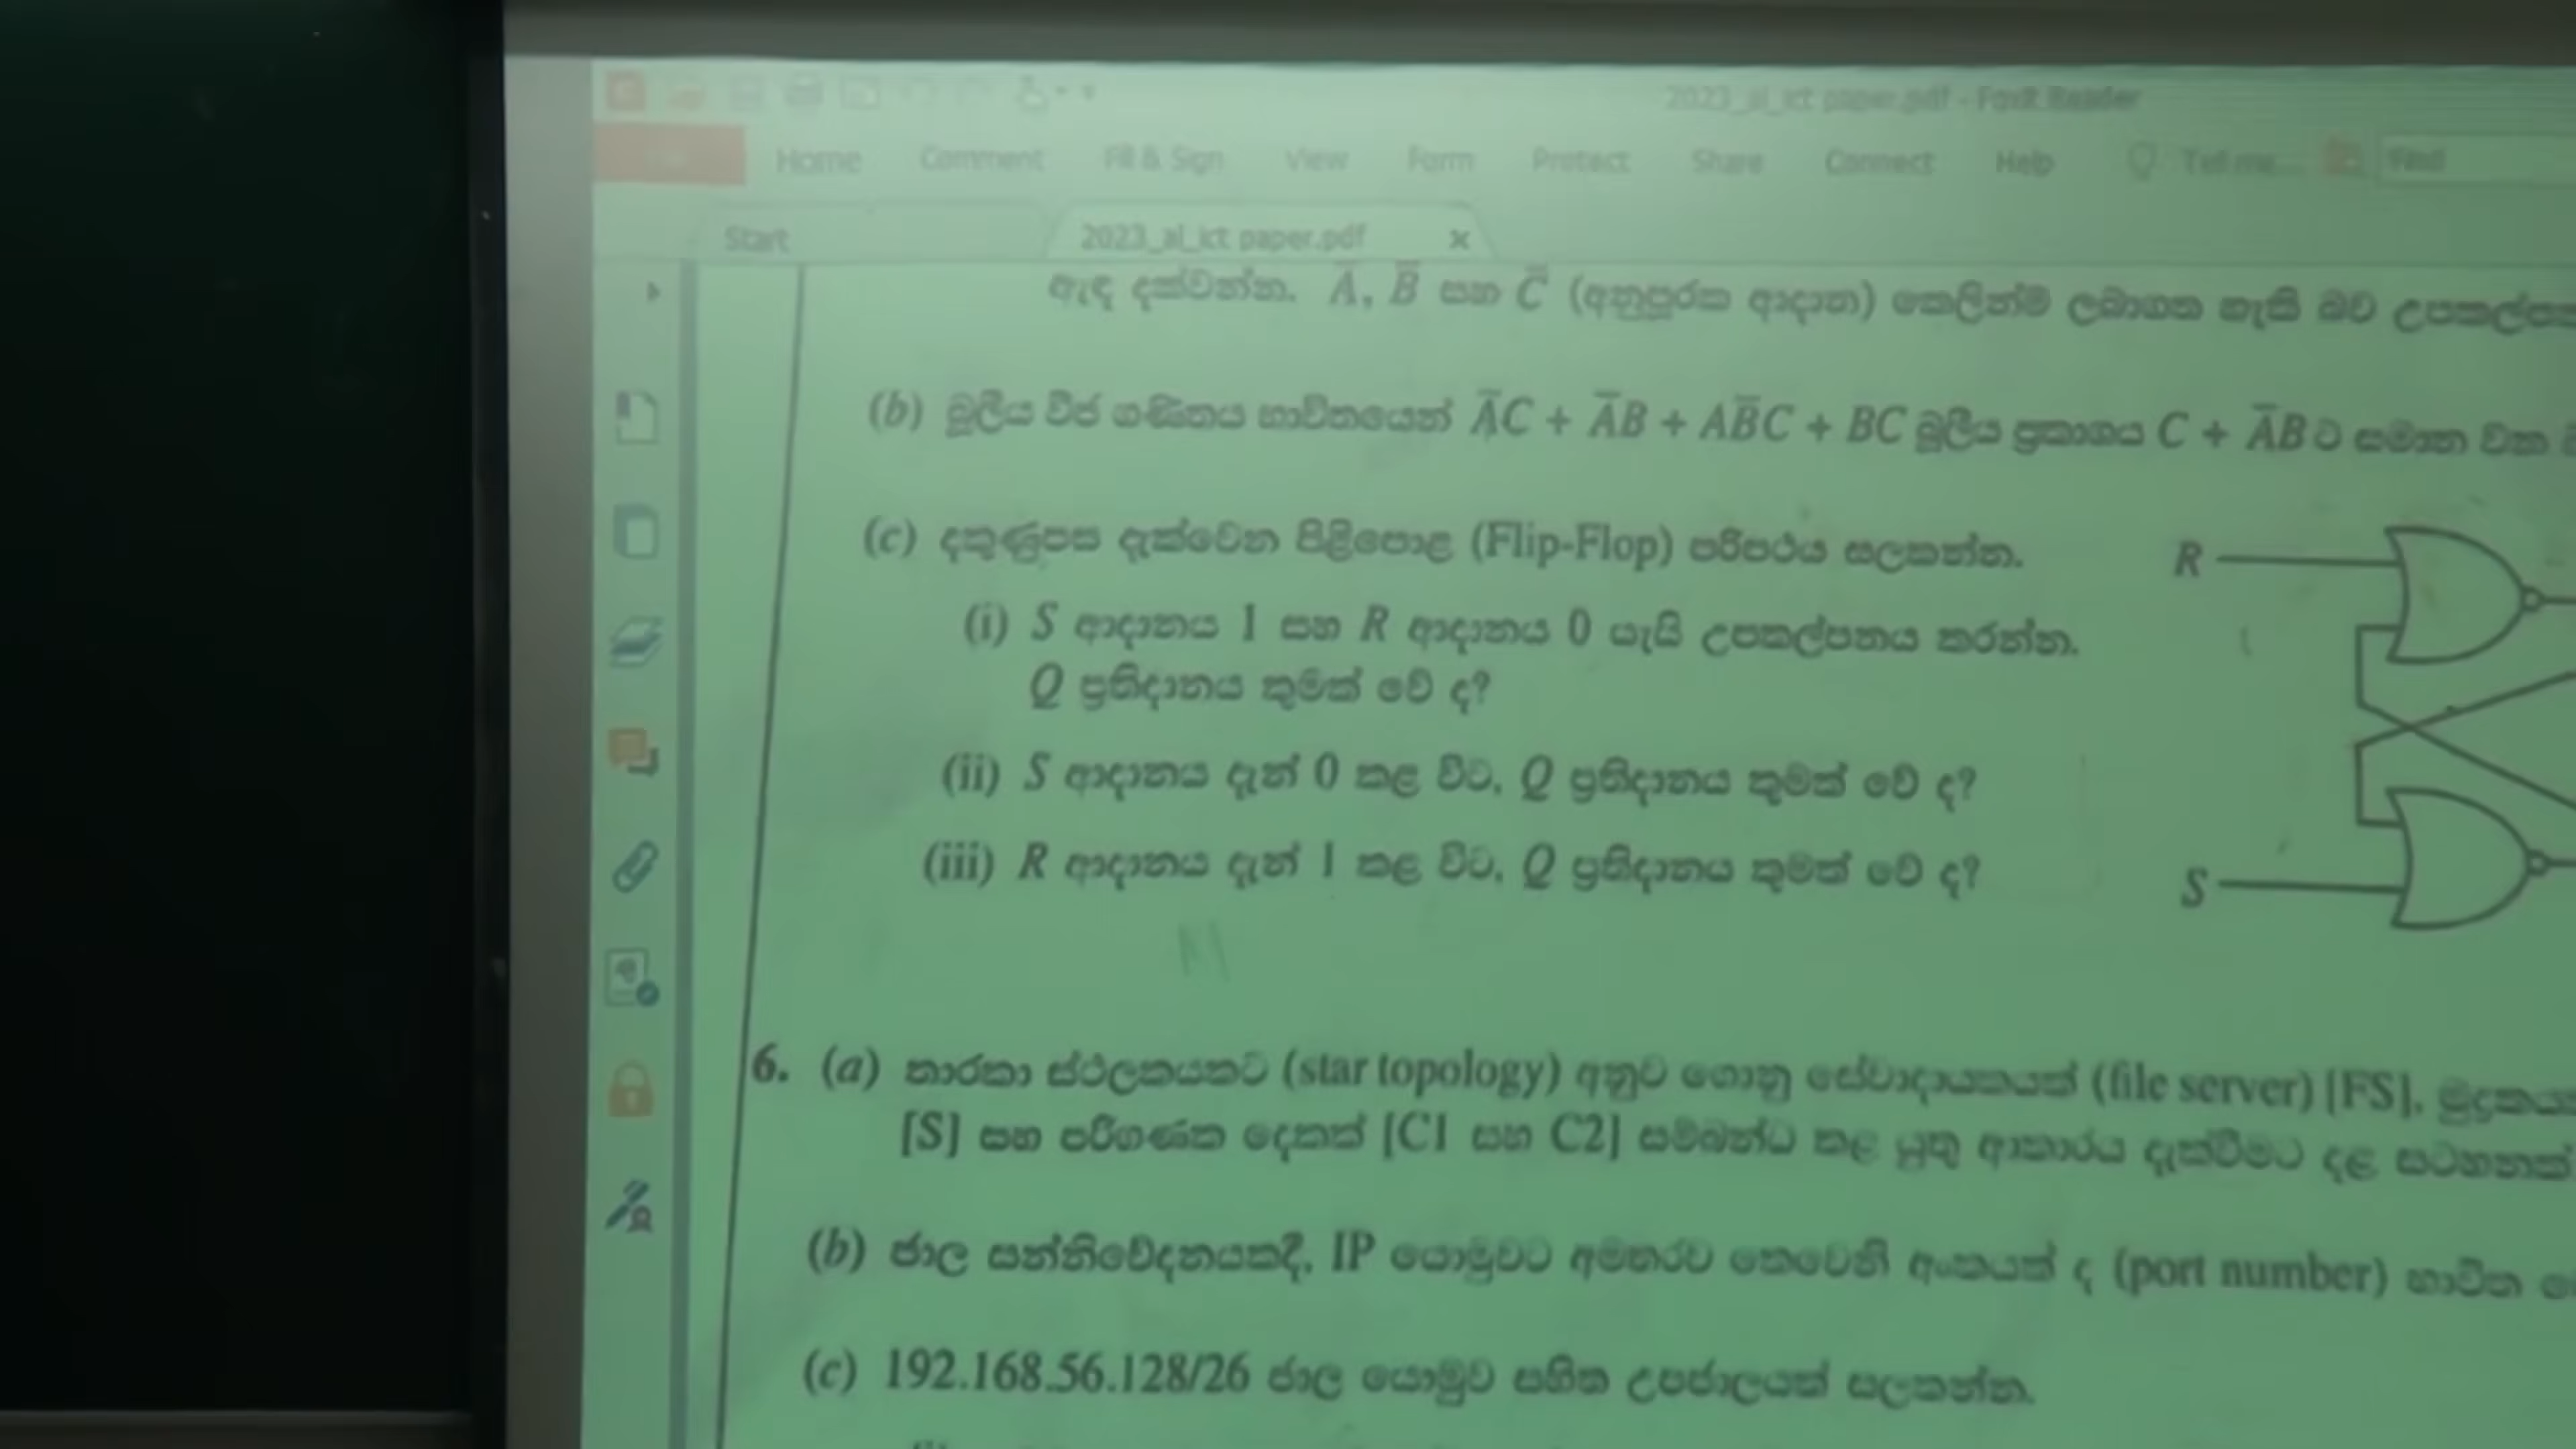 2023_al_ict paper.pdf - Foxit Reader
Home Comment Fill & Sign View Form Protect Share Connect Help Tell me... Find
Start 2023_al_ict paper.pdf x
ඇඳ දක්වන්න. A̅, B̅ සහ C̅ (අනුපූරක ආදාන) කෙලින්ම ලබාගත හැකි බව
(b) බූලීය වීජ ගණිතය භාවිතයෙන් A̅C + A̅B + AB̅C + BC බූලීය ප්‍රකාශය C + A̅B ට සමාන වන
(c) දකුණුපස දැක්වෙන පිළිපොළ (Flip-Flop) පරිපථය සලකන්න.
R
(i) S ආදානය 1 සහ R ආදානය 0 යැයි උපකල්පනය කරන්න.
Q ප්‍රතිදානය කුමක් වේ ද?
(ii) S ආදානය දැන් 0 කළ විට, Q ප්‍රතිදානය කුමක් වේ ද?
(iii) R ආදානය දැන් 1 කළ විට, Q ප්‍රතිදානය කුමක් වේ ද?
S
6. (a) තාරකා ස්ථලකයකට (star topology) අනුව ගොනු සේවාදායකයක් (file server) [FS],
[S] සහ පරිගණක දෙකක් [C1 සහ C2] සම්බන්ධ කළ යුතු ආකාරය දැක්වීමට දළ සටහනක්
(b) ජාල සන්නිවේදනයකදී, IP යොමුවට අමතරව කෙවෙනි අංකයක් ද (port number) භාවිත
(c) 192.168.56.128/26 ජාල යොමුව සහිත උපජාලයක් සලකන්න.